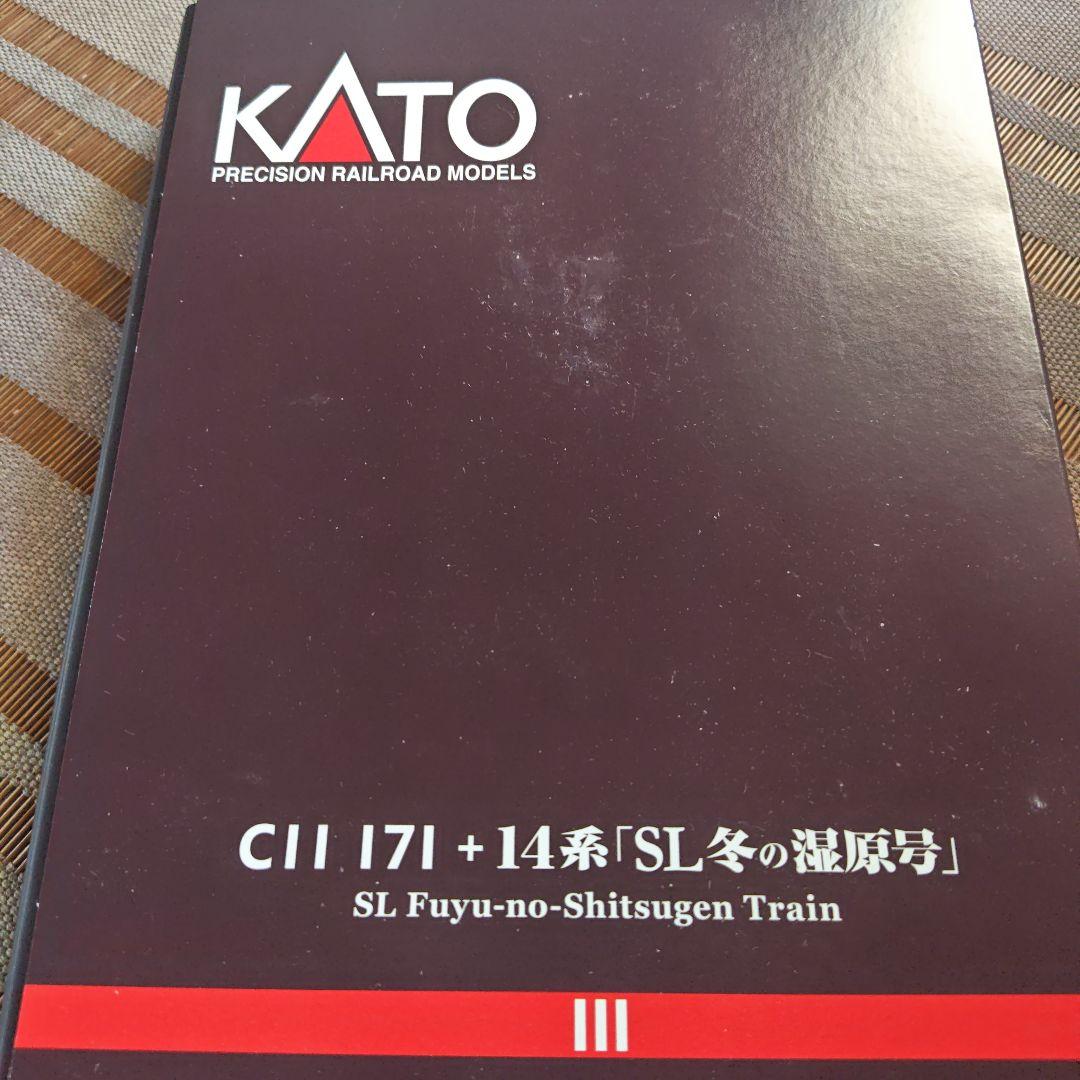 KATO
PRECISION RAILROAD MODELS
C11 171 + 14系「SL冬の湿原号」
SL Fuyu-no-Shitsugen Train